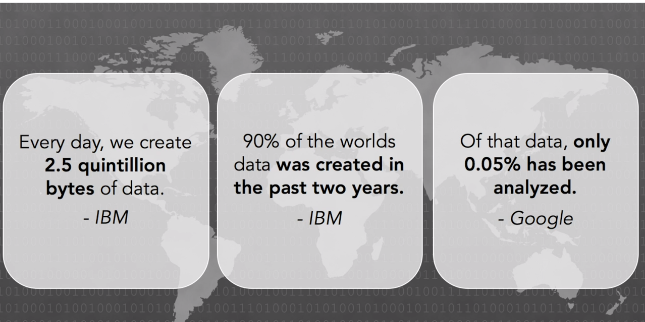 Every day, we create
2.5 quintillion
bytes of data.
- IBM
90% of the worlds
data was created in
the past two years.
- IBM
Of that data, only
0.05% has been
analyzed.
- Google